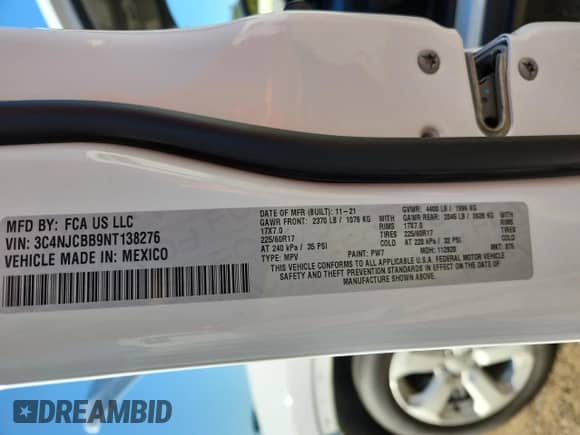 MFD BY: FCA US LLC
VIN: 3C4NJCBB9NT138276
VEHICLE MADE IN: MEXICO
DATE OF MFR (BUILT): 11-21
GAWR FRONT: 2370 LB / 1076 KG
17X7.0 RIMS WITH
225/60R17 TIRES
AT 240 kPa / 35 PSI
TYPE: MPV PAINT: PW7
GVWR: 4400 LB / 1996 KG
GAWR REAR: LB / KG
17X7.0 RIMS WITH
225/60R17 TIRES
AT 220 kPa / 32 PSI
MDH: 112920 MKT: 875
THIS VEHICLE CONFORMS TO ALL APPLICABLE U.S.A. FEDERAL MOTOR VEHICLE
SAFETY AND THEFT PREVENTION STANDARDS IN EFFECT ON THE DATE OF
MANUFACTURE SHOWN ABOVE.
DREAMBID